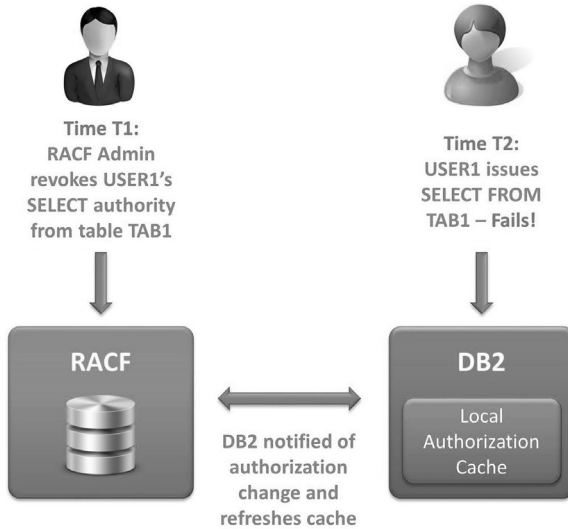 Time T1:
RACF Admin
revokes USER1's
SELECT authority
from table TAB1
Time T2:
USER1 issues
SELECT FROM
TAB1 – Fails!
RACF
DB2
Local
Authorization
Cache
DB2 notified of
authorization
change and
refreshes cache